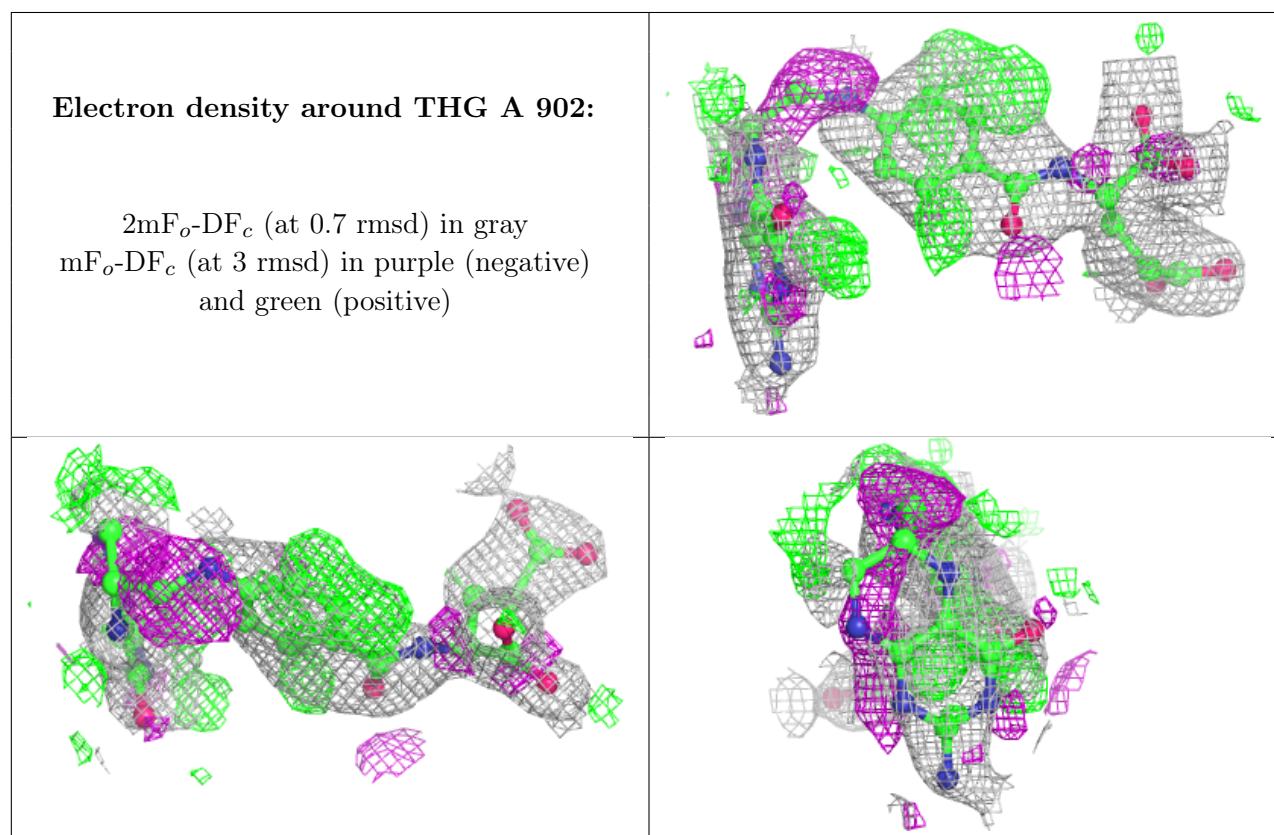 Electron density around THG A 902:
2mFₒ-DF𝒸 (at 0.7 rmsd) in gray
mFₒ-DF𝒸 (at 3 rmsd) in purple (negative)
and green (positive)